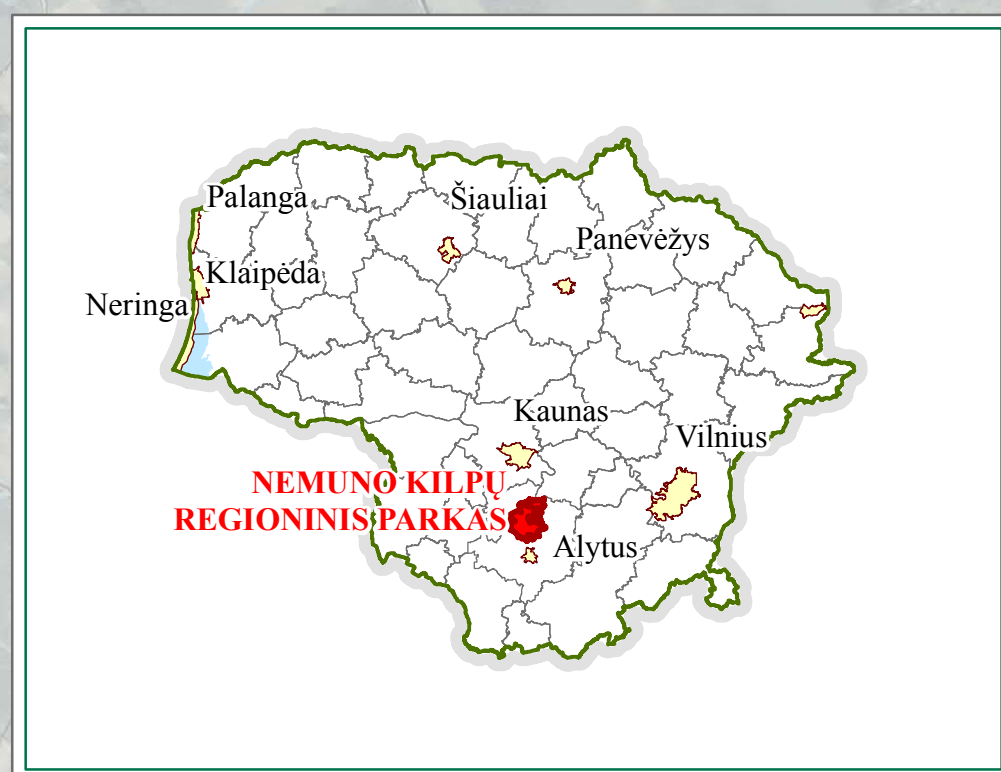 Palanga
Šiauliai
Panevėžys
Klaipėda
Neringa
Kaunas
Vilnius
NEMUNO KILPŲ
REGIONINIS PARKAS
Alytus